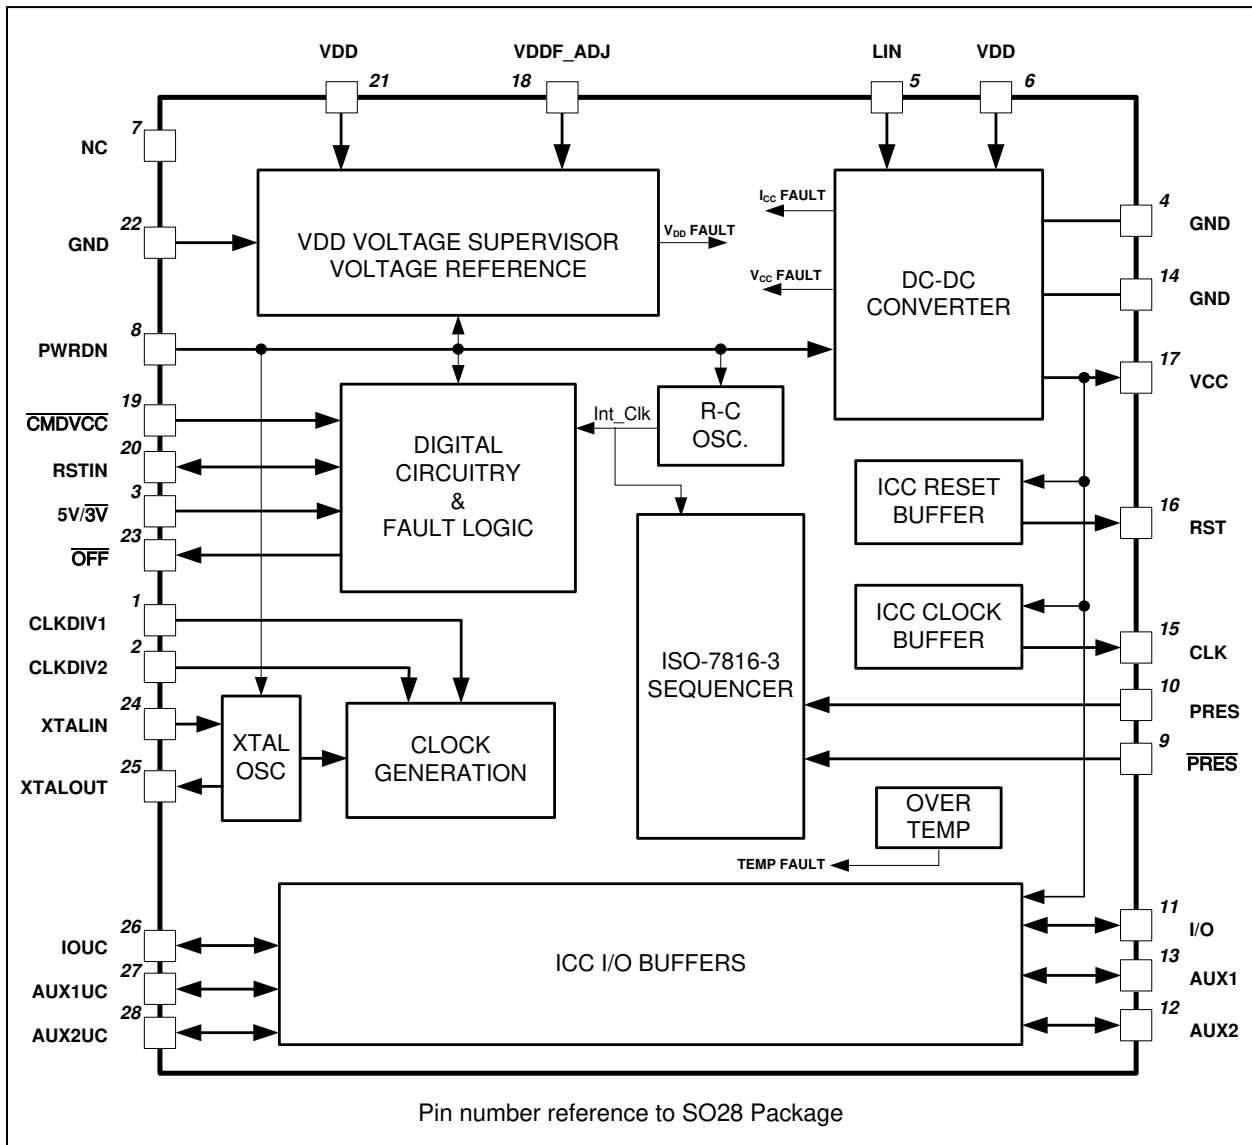 VDD
VDDF_ADJ
LIN
VDD
21
18
5
6
7
NC
22
GND
VDD VOLTAGE SUPERVISOR
VOLTAGE REFERENCE
VDD FAULT
ICC FAULT
VCC FAULT
DC-DC
CONVERTER
4
GND
14
GND
8
PWRDN
17
VCC
19
CMDVCC
20
RSTIN
3
5V/3V
23
OFF
DIGITAL
CIRCUITRY
&
FAULT LOGIC
Int_Clk
R-C
OSC.
ICC RESET
BUFFER
16
RST
1
CLKDIV1
2
CLKDIV2
ICC CLOCK
BUFFER
15
CLK
ISO-7816-3
SEQUENCER
10
PRES
9
PRES
24
XTALIN
25
XTALOUT
XTAL
OSC
CLOCK
GENERATION
OVER
TEMP
TEMP FAULT
26
IOUC
27
AUX1UC
28
AUX2UC
ICC I/O BUFFERS
11
I/O
13
AUX1
12
AUX2
Pin number reference to SO28 Package